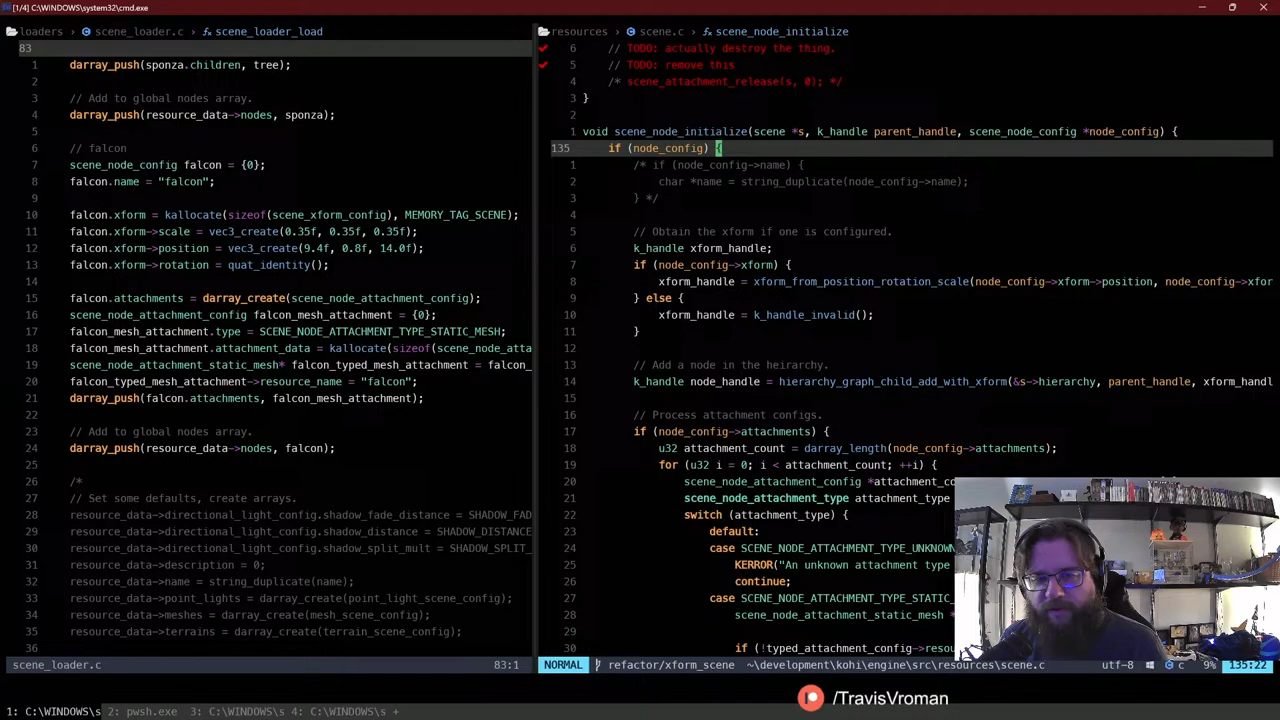 [1/4] C:\WINDOWS\system32\cmd.exe
loaders > scene_loader.c > scene_loader_load
83
1 darray_push(sponza.children, tree);
2
3 // Add to global nodes array.
4 darray_push(resource_data->nodes, sponza);
5
6 // falcon
7 scene_node_config falcon = {0};
8 falcon.name = "falcon";
9
10 falcon.xform = kallocate(sizeof(scene_xform_config), MEMORY_TAG_SCENE);
11 falcon.xform->scale = vec3_create(0.35f, 0.35f, 0.35f);
12 falcon.xform->position = vec3_create(9.4f, 0.8f, 14.0f);
13 falcon.xform->rotation = quat_identity();
14
15 falcon.attachments = darray_create(scene_node_attachment_config);
16 scene_node_attachment_config falcon_mesh_attachment = {0};
17 falcon_mesh_attachment.type = SCENE_NODE_ATTACHMENT_TYPE_STATIC_MESH;
18 falcon_mesh_attachment.attachment_data = kallocate(sizeof(scene_node_atta
19 scene_node_attachment_static_mesh* falcon_typed_mesh_attachment = falcon_
20 falcon_typed_mesh_attachment->resource_name = "falcon";
21 darray_push(falcon.attachments, falcon_mesh_attachment);
22
23 // Add to global nodes array.
24 darray_push(resource_data->nodes, falcon);
25
26 /*
27 // Set some defaults, create arrays.
28 resource_data->directional_light_config.shadow_fade_distance = SHADOW_FAD
29 resource_data->directional_light_config.shadow_distance = SHADOW_DISTANCE
30 resource_data->directional_light_config.shadow_split_mult = SHADOW_SPLIT_
31 resource_data->description = 0;
32 resource_data->name = string_duplicate(name);
33 resource_data->point_lights = darray_create(point_light_scene_config);
34 resource_data->meshes = darray_create(mesh_scene_config);
35 resource_data->terrains = darray_create(terrain_scene_config);
36
scene_loader.c 83:1
resources > scene.c > scene_node_initialize
6 // TODO: actually destroy the thing.
5 // TODO: remove this
4 /* scene_attachment_release(s, 0); */
3 }
2
1 void scene_node_initialize(scene *s, k_handle parent_handle, scene_node_config *node_config) {
135 if (node_config) {
1 /* if (node_config->name) {
2 char *name = string_duplicate(node_config->name);
3 } */
4
5 // Obtain the xform if one is configured.
6 k_handle xform_handle;
7 if (node_config->xform) {
8 xform_handle = xform_from_position_rotation_scale(node_config->xform->position, node_config->xfor
9 } else {
10 xform_handle = k_handle_invalid();
11 }
12
13 // Add a node in the heirarchy.
14 k_handle node_handle = hierarchy_graph_child_add_with_xform(&s->hierarchy, parent_handle, xform_handl
15
16 // Process attachment configs.
17 if (node_config->attachments) {
18 u32 attachment_count = darray_length(node_config->attachments);
19 for (u32 i = 0; i < attachment_count; ++i) {
20 scene_node_attachment_config *attachment_co
21 scene_node_attachment_type attachment_type
22 switch (attachment_type) {
23 default:
24 case SCENE_NODE_ATTACHMENT_TYPE_UNKNOWN
25 KERROR("An unknown attachment type
26 continue;
27 case SCENE_NODE_ATTACHMENT_TYPE_STATIC_
28 scene_node_attachment_static_mesh *
29
30 if (!typed_attachment_config->resou
NORMAL refactor/xform_scene ~\development\kohi\engine\src\resources\scene.c utf-8 c 9% 135:22
/TravisVroman
1: C:\WINDOWS\s 2: pwsh.exe 3: C:\WINDOWS\s 4: C:\WINDOWS\s +